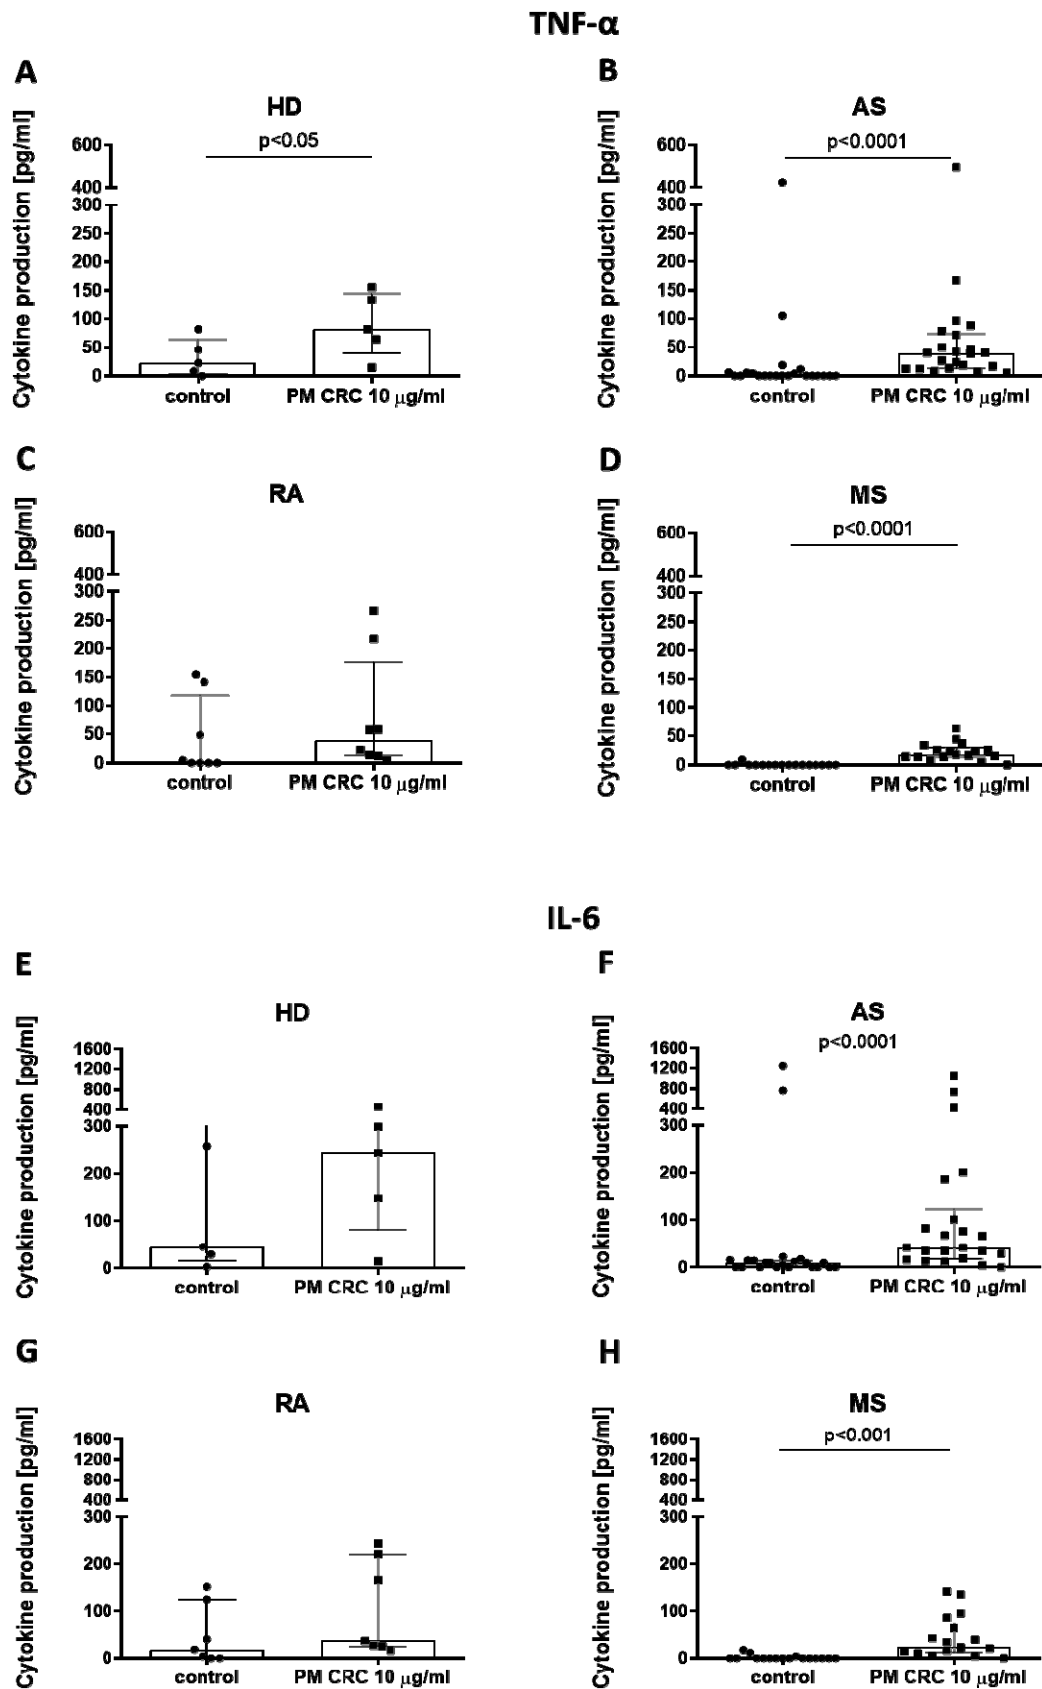 TNF-α
A
B
HD
AS
p<0.05
p<0.0001
Cytokine production [pg/ml]
600
400
300
250
200
150
100
50
0
control
PM CRC 10 μg/ml
Cytokine production [pg/ml]
600
400
300
250
200
150
100
50
0
control
PM CRC 10 μg/ml
C
D
RA
MS
p<0.0001
Cytokine production [pg/ml]
600
400
300
250
200
150
100
50
0
control
PM CRC 10 μg/ml
Cytokine production [pg/ml]
600
400
300
250
200
150
100
50
0
control
PM CRC 10 μg/ml
IL-6
E
F
HD
AS
p<0.0001
Cytokine production [pg/ml]
1600
1200
800
400
300
200
100
0
control
PM CRC 10 μg/ml
Cytokine production [pg/ml]
1600
1200
800
400
300
200
100
0
control
PM CRC 10 μg/ml
G
H
RA
MS
p<0.001
Cytokine production [pg/ml]
1600
1200
800
400
300
200
100
0
control
PM CRC 10 μg/ml
Cytokine production [pg/ml]
1600
1200
800
400
300
200
100
0
control
PM CRC 10 μg/ml